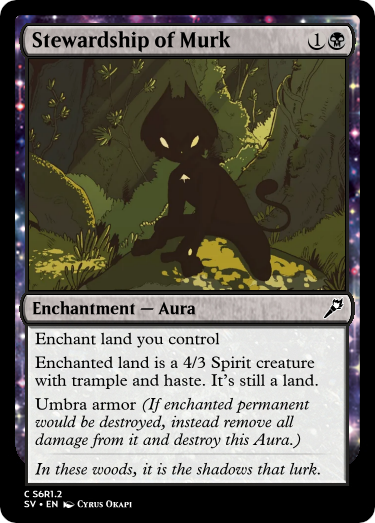 Stewardship of Murk 1
Enchantment — Aura
Enchant land you control
Enchanted land is a 4/3 Spirit creature
with trample and haste. It's still a land.
Umbra armor (If enchanted permanent
would be destroyed, instead remove all
damage from it and destroy this Aura.)
In these woods, it is the shadows that lurk.
C S6R1.2
SV • EN Cyrus Okapi